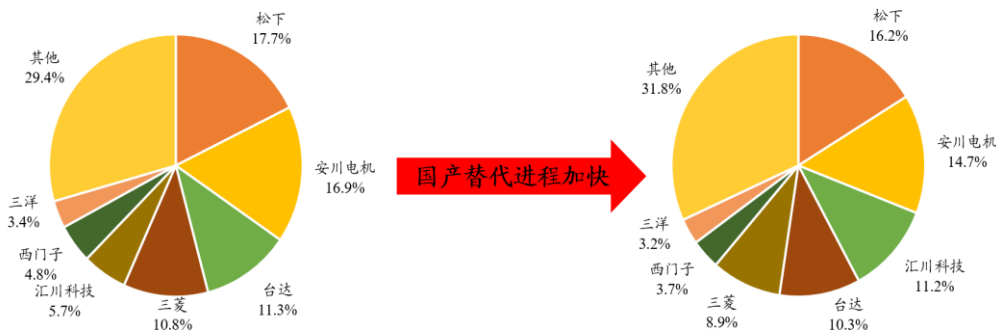 松下
17.7%
安川电机
16.9%
台达
11.3%
三菱
10.8%
汇川科技
5.7%
西门子
4.8%
三洋
3.4%
其他
29.4%
国产替代进程加快
松下
16.2%
安川电机
14.7%
汇川科技
11.2%
台达
10.3%
三菱
8.9%
西门子
3.7%
三洋
3.2%
其他
31.8%